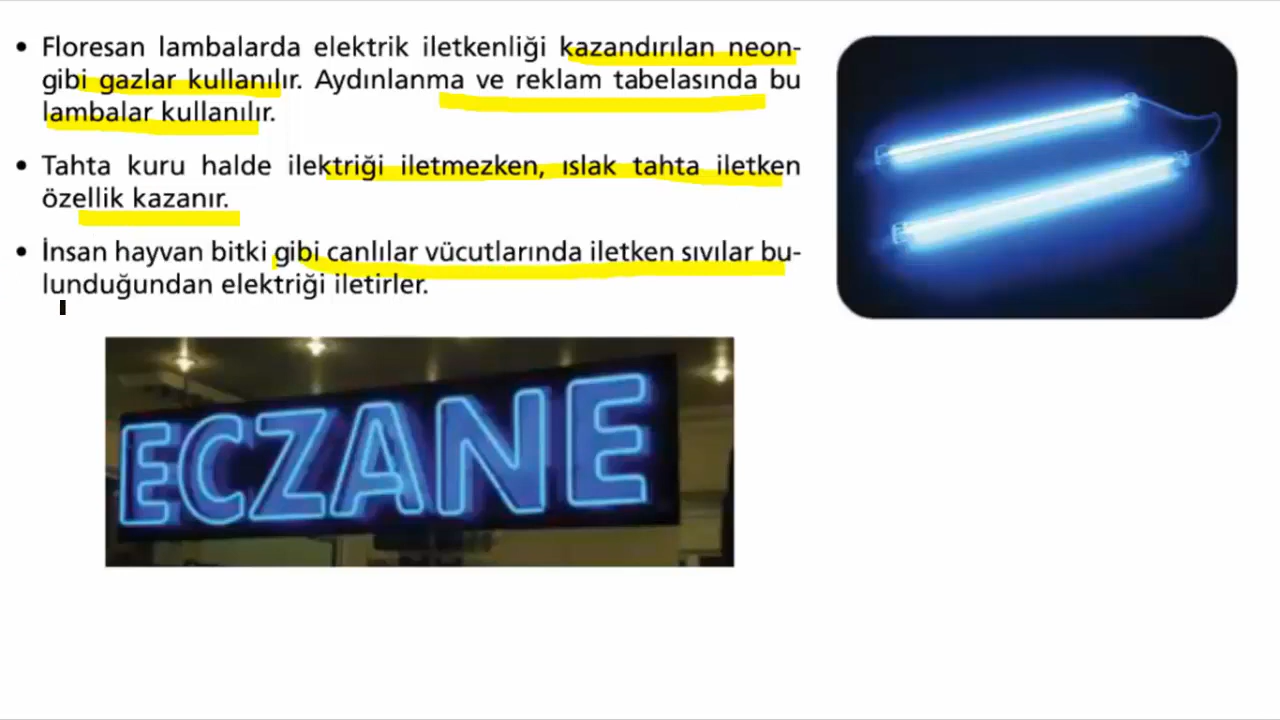 • Floresan lambalarda elektrik iletkenliği kazandırılan neon-
gibi gazlar kullanılır. Aydınlanma ve reklam tabelasında bu
lambalar kullanılır.
• Tahta kuru halde ilektriği iletmezken, ıslak tahta iletken
özellik kazanır.
• İnsan hayvan bitki gibi canlılar vücutlarında iletken sıvılar bu-
lunduğundan elektriği iletirler.
ECZANE